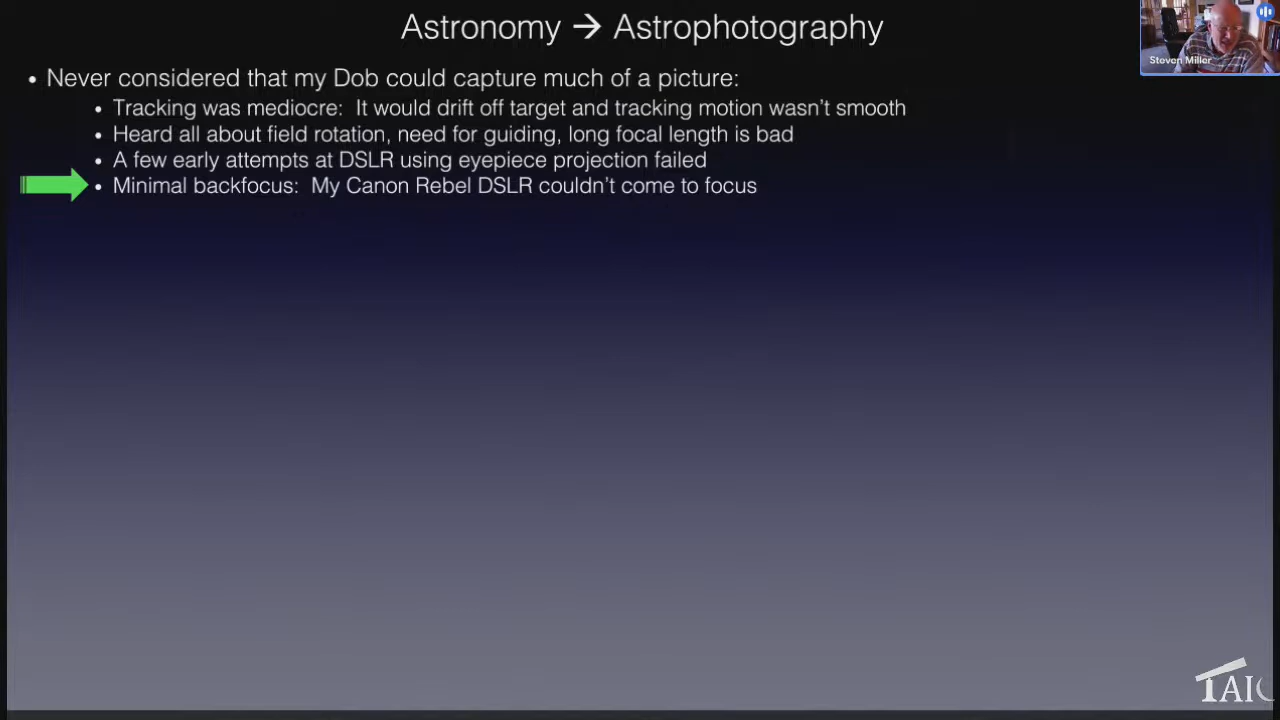 Astronomy → Astrophotography
Steven Miller
• Never considered that my Dob could capture much of a picture:
• Tracking was mediocre: It would drift off target and tracking motion wasn't smooth
• Heard all about field rotation, need for guiding, long focal length is bad
• A few early attempts at DSLR using eyepiece projection failed
• Minimal backfocus: My Canon Rebel DSLR couldn't come to focus
TAIC